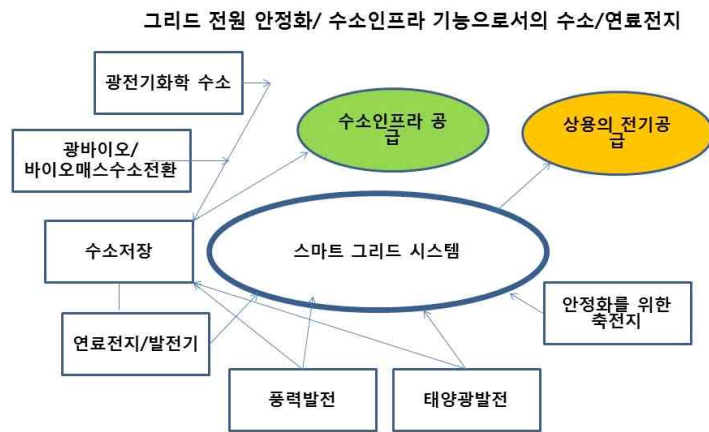 그리드 전원 안정화/ 수소인프라 기능으로서의 수소/연료전지
광전기화학 수소
수소인프라 공
급
상용의 전기공
급
광바이오/
바이오매스수소전환
수소저장
스마트 그리드 시스템
안정화를 위한
축전지
연료전지/발전기
풍력발전
태양광발전